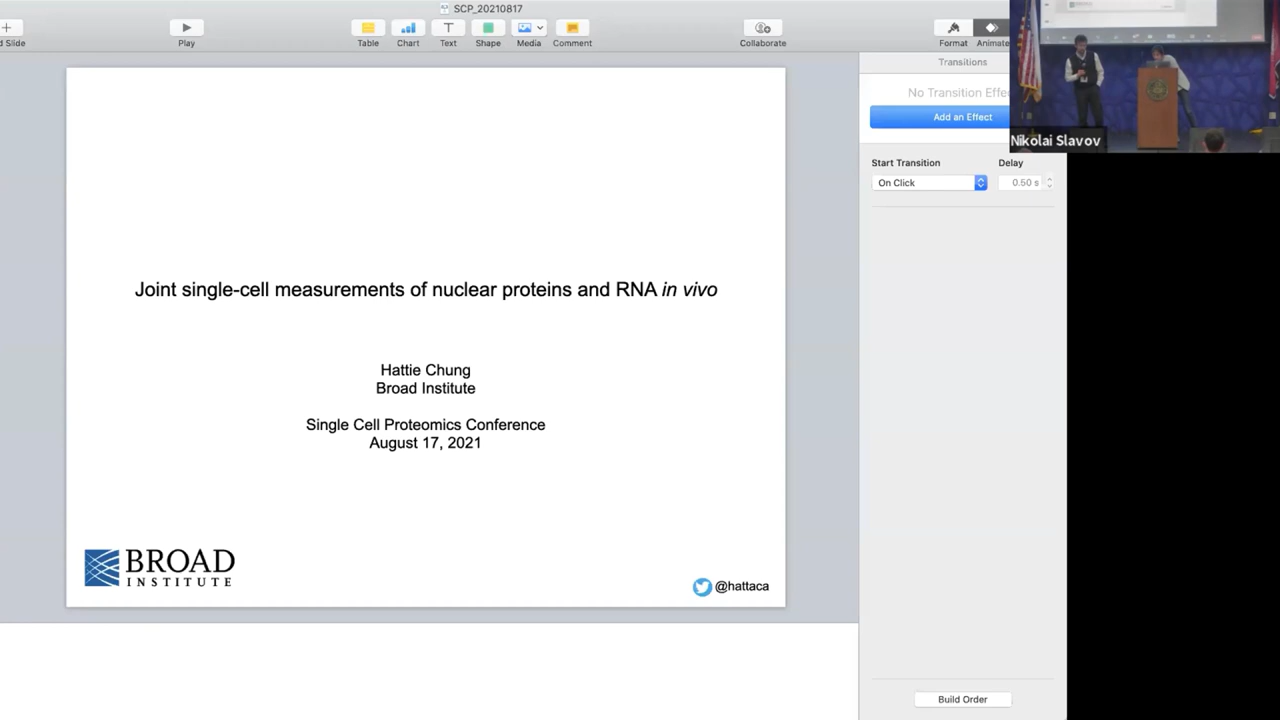 SCP_20210817
d Slide
Play
Table
Chart
Text
Shape
Media
Comment
Collaborate
Format
Animate
Transitions
No Transition Effe
Add an Effect
Nikolai Slavov
Start Transition
Delay
On Click
0.50 s
Joint single-cell measurements of nuclear proteins and RNA in vivo
Hattie Chung
Broad Institute
Single Cell Proteomics Conference
August 17, 2021
BROAD
INSTITUTE
@hattaca
Build Order